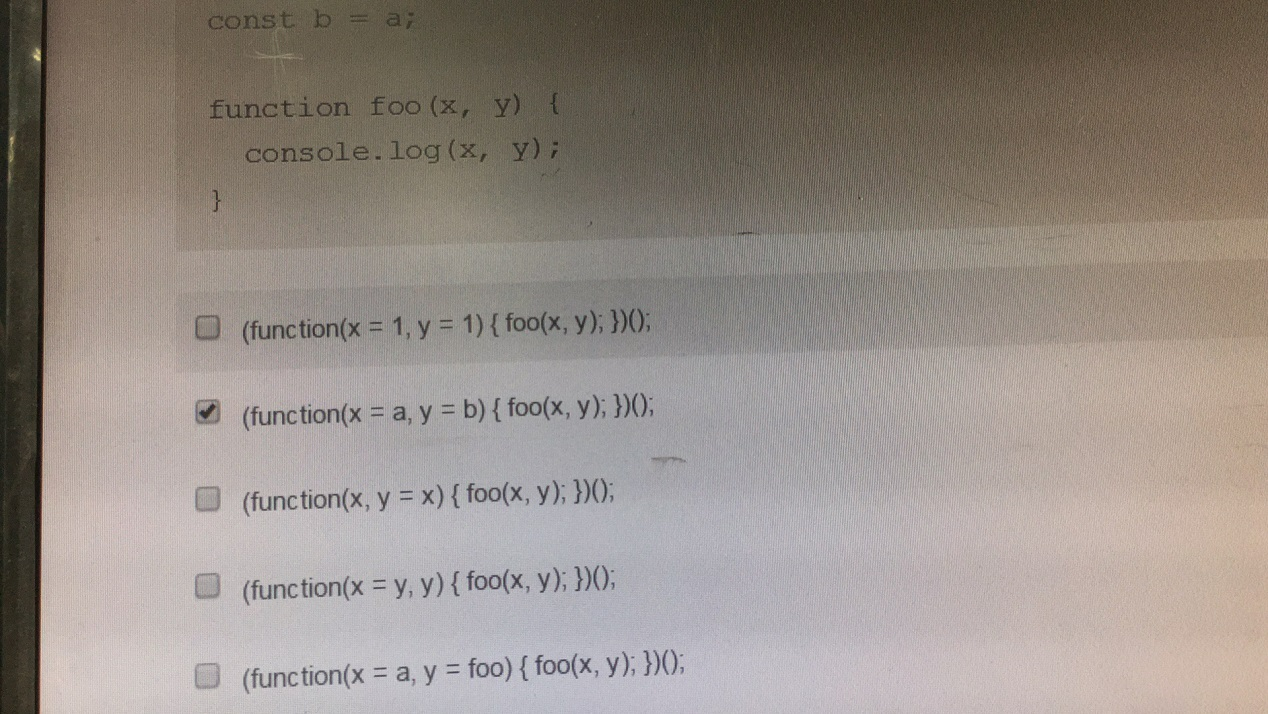 const b = a;
function foo(x, y) {
console.log(x, y);
}
(function(x = 1, y = 1) { foo(x, y); })();
(function(x = a, y = b) { foo(x, y); })();
(function(x, y = x) { foo(x, y); })();
(function(x = y, y) { foo(x, y); })();
(function(x = a, y = foo) { foo(x, y); })();